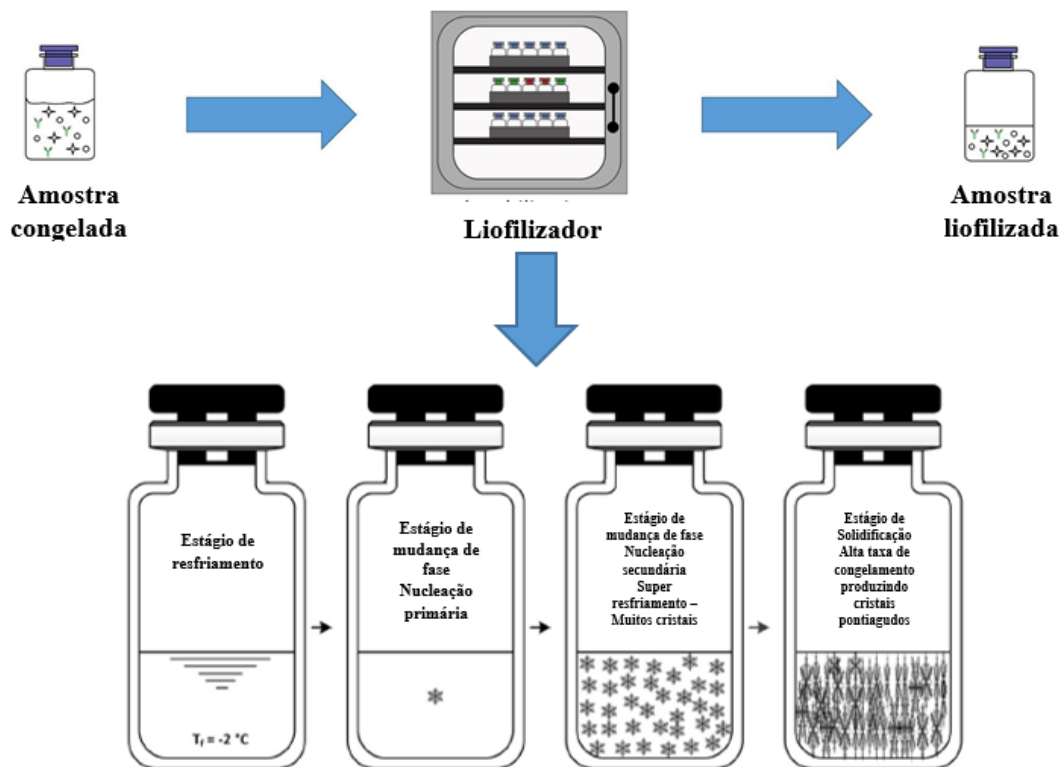 Amostra
congelada
Liofilizador
Amostra
liofilizada
Estágio de
resfriamento
T_f = -2 °C
Estágio de
mudança de
fase
Nucleação
primária
Estágio de
mudança de fase
Nucleação
secundária
Super
resfriamento –
Muitos cristais
Estágio de
Solidificação
Alta taxa de
congelamento
produzindo
cristais
pontiagudos